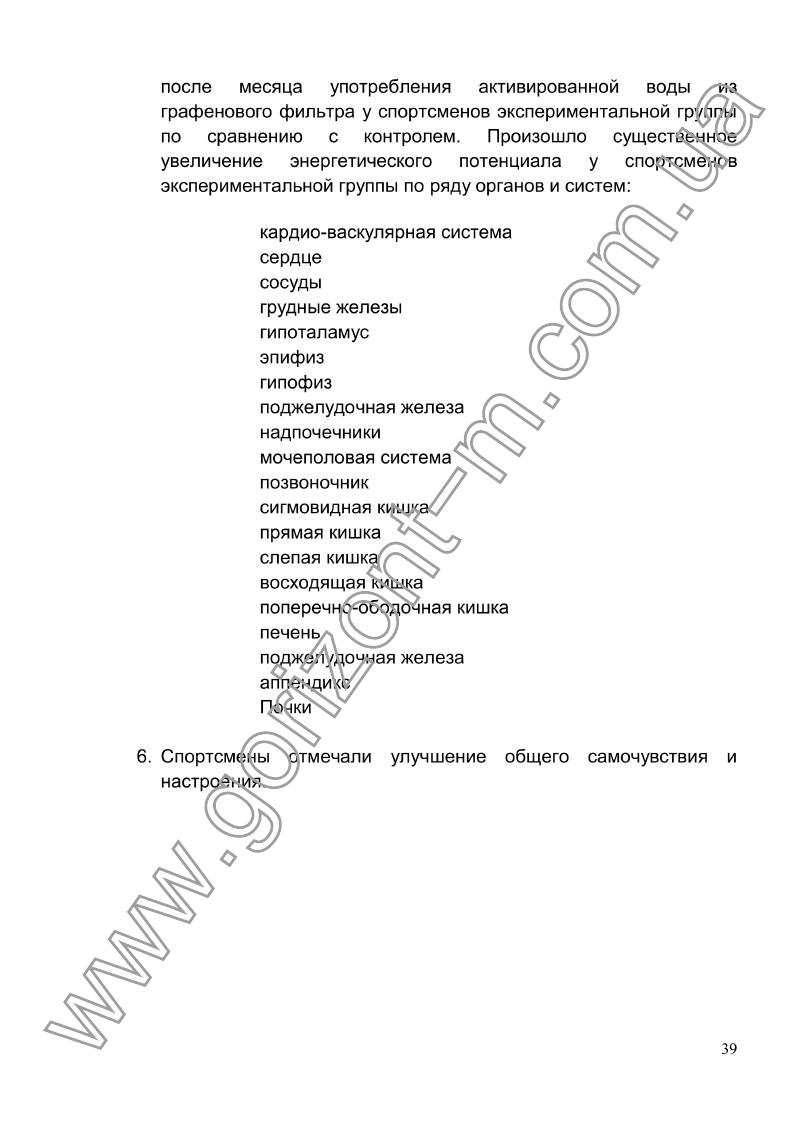 после месяца употребления активированной воды из
графенового фильтра у спортсменов экспериментальной группы
по сравнению с контролем. Произошло существенное
увеличение энергетического потенциала у спортсменов
экспериментальной группы по ряду органов и систем:
кардио-васкулярная система
сердце
сосуды
грудные железы
гипоталамус
эпифиз
гипофиз
поджелудочная железа
надпочечники
мочеполовая система
позвоночник
сигмовидная кишка
прямая кишка
слепая кишка
восходящая кишка
поперечно-ободочная кишка
печень
поджелудочная железа
аппендикс
Почки
6. Спортсмены отмечали улучшение общего самочувствия и
настроения.
www.gorizont-m.com.ua
39